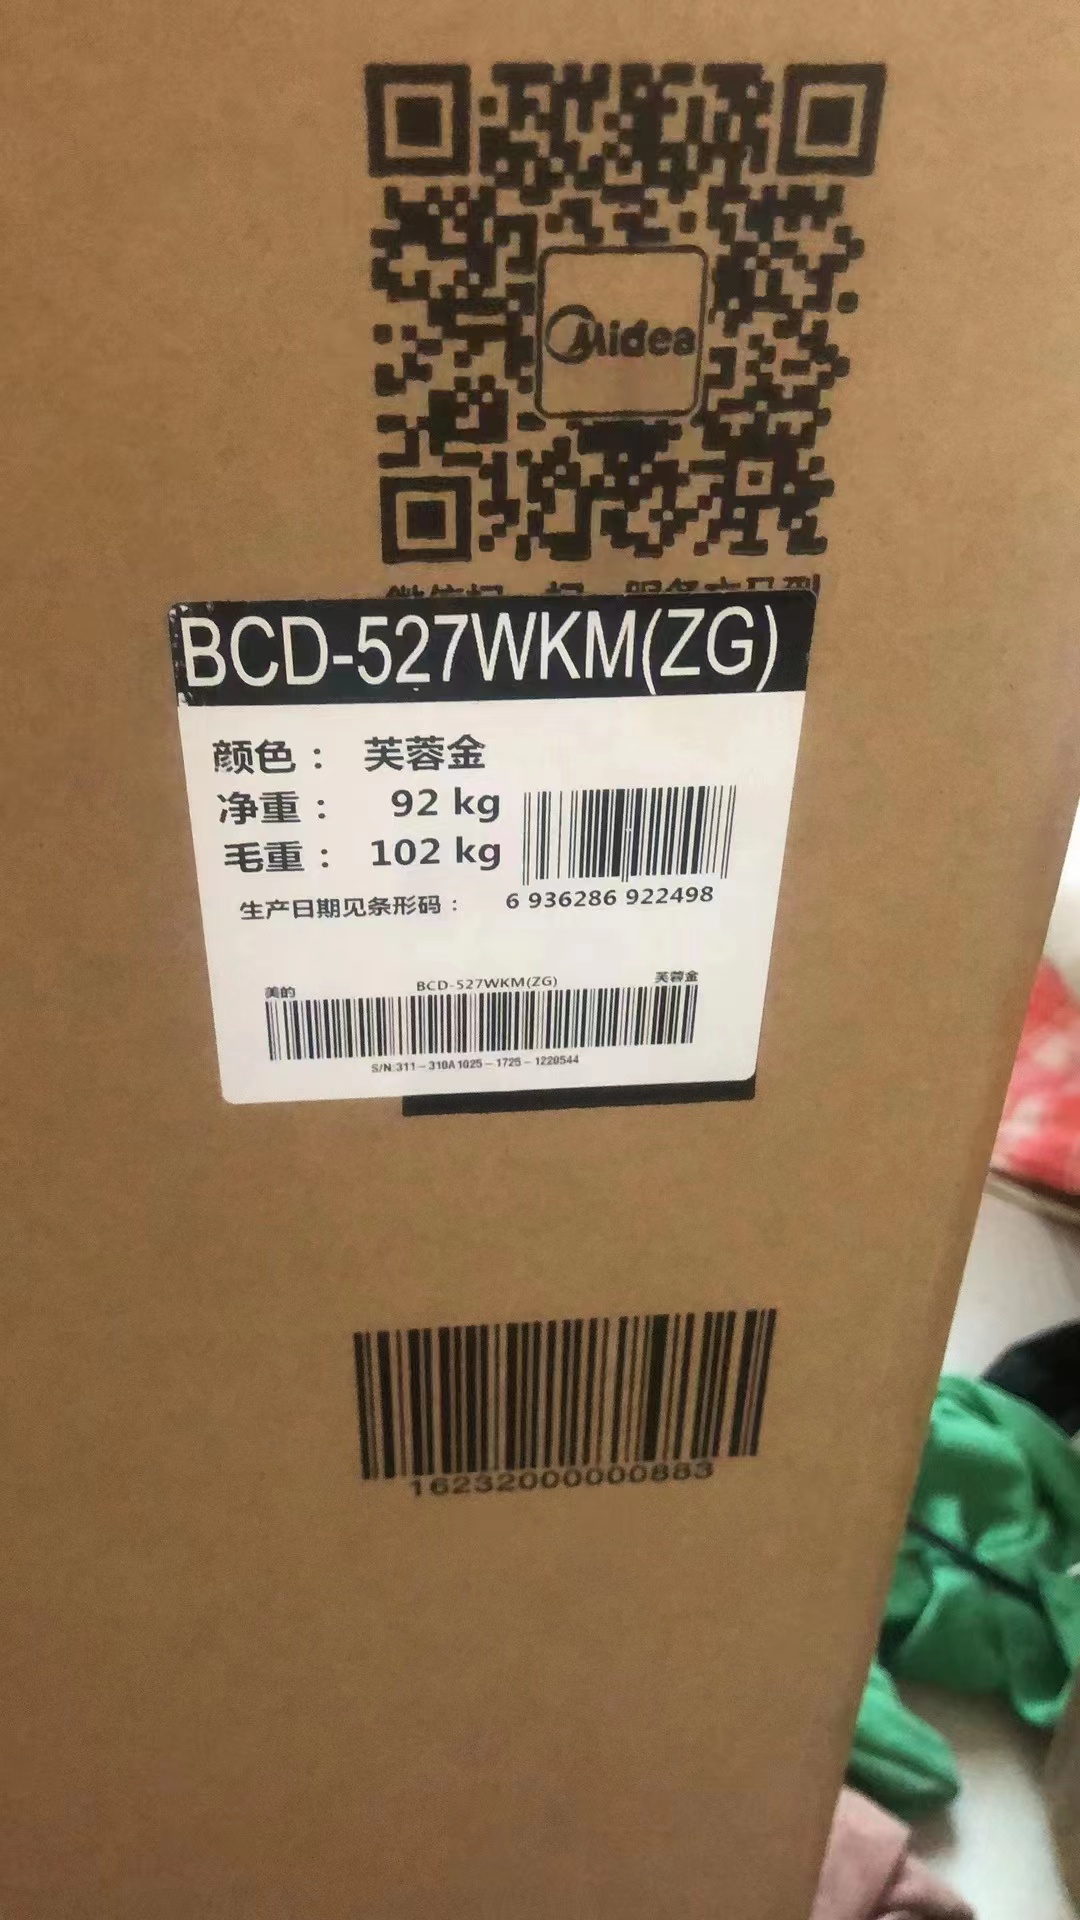 Midea
BCD-527WKM(ZG)
颜色： 芙蓉金
净重： 92 kg
毛重： 102 kg
生产日期见条形码：
6 936286 922498
美的 BCD-527WKM(ZG) 芙蓉金
S/N:311-310A1025-1725-1220544
16232000000883